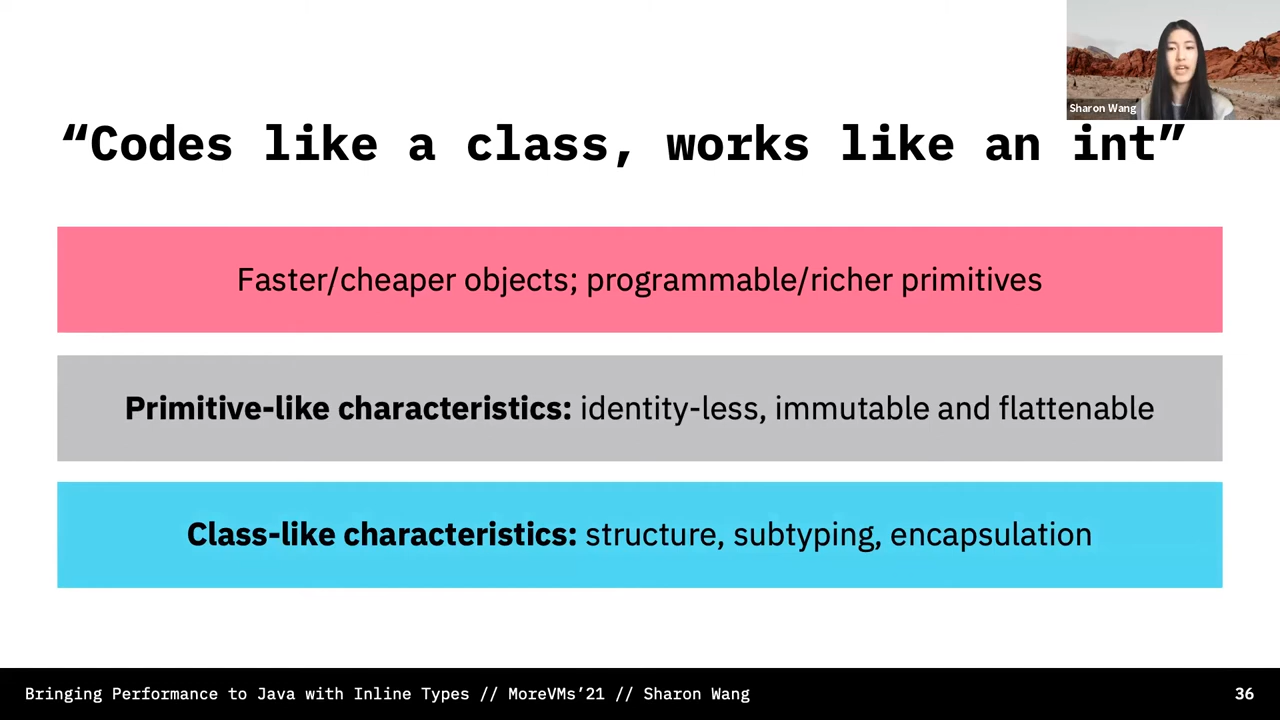 Sharon Wang
“Codes like a class, works like an int”
Faster/cheaper objects; programmable/richer primitives
Primitive-like characteristics: identity-less, immutable and flattenable
Class-like characteristics: structure, subtyping, encapsulation
Bringing Performance to Java with Inline Types // MoreVMs’21 // Sharon Wang
36